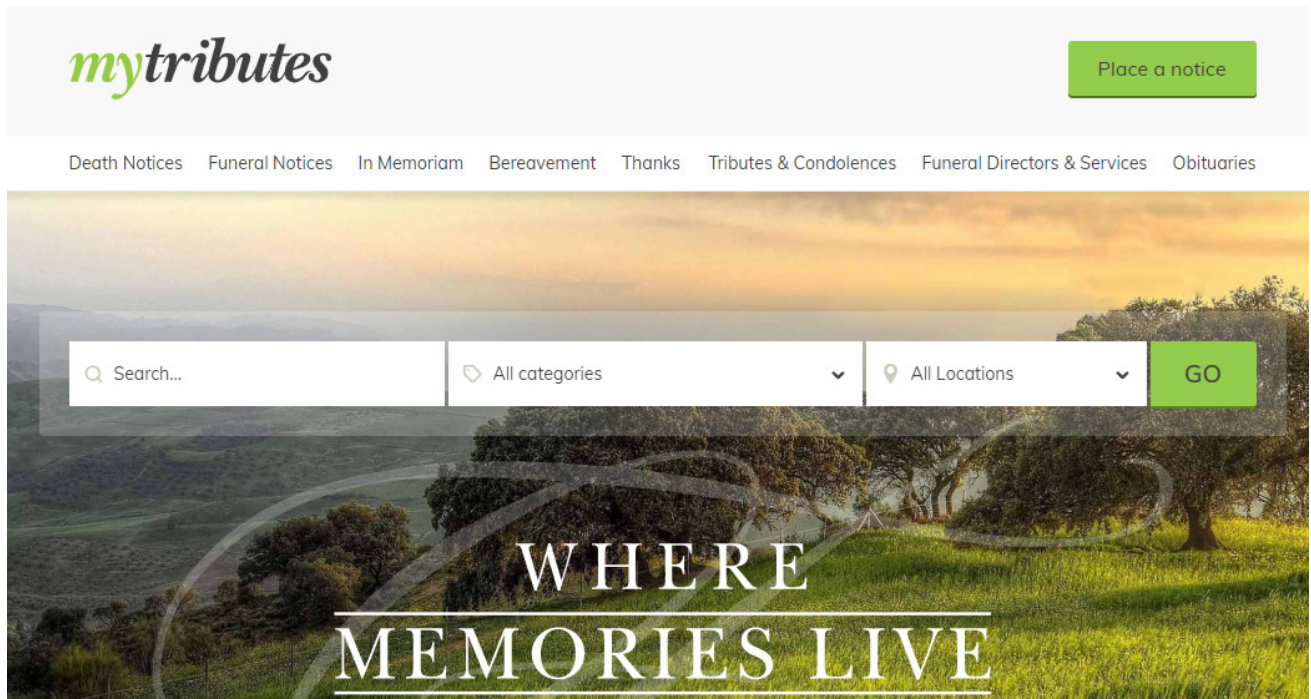 mytributes
Place a notice
Death Notices Funeral Notices In Memoriam Bereavement Thanks Tributes & Condolences Funeral Directors & Services Obituaries
Search... All categories All Locations GO
WHERE
MEMORIES LIVE